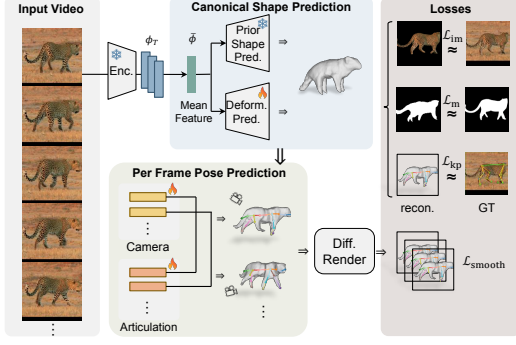 Input Video
Enc.
ϕ_T
Canonical Shape Prediction
ϕ̄
Mean
Feature
Prior
Shape
Pred.
Deform.
Pred.
Per Frame Pose Prediction
Camera
Articulation
Diff.
Render
Losses
ℒ_im
≈
ℒ_m
≈
ℒ_kp
≈
recon.
GT
ℒ_smooth